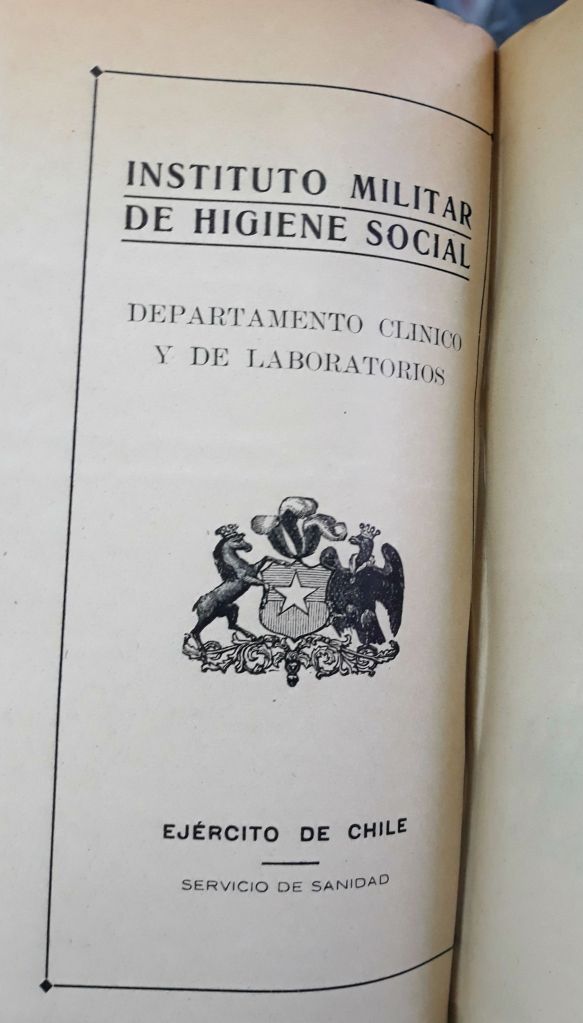 INSTITUTO MILITAR
DE HIGIENE SOCIAL
DEPARTAMENTO CLINICO
Y DE LABORATORIOS
EJÉRCITO DE CHILE
SERVICIO DE SANIDAD